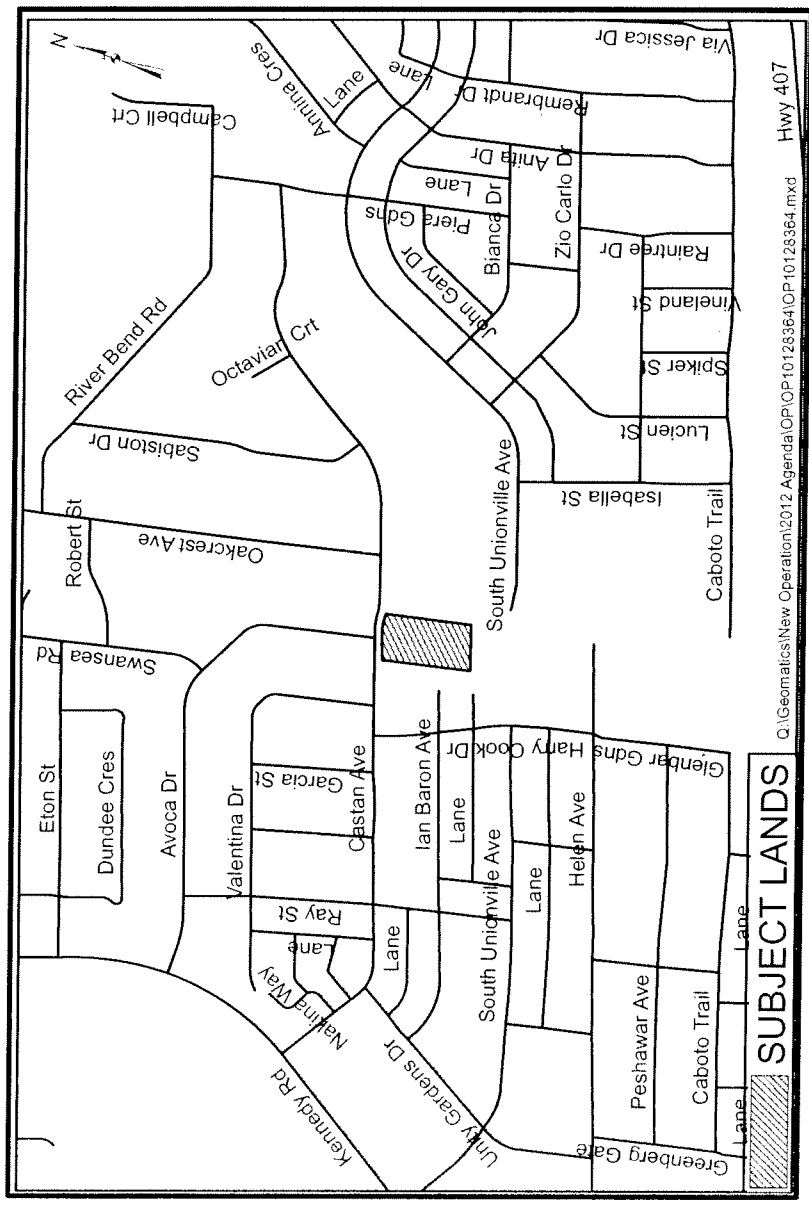 N
Campbell Crt
Annina Cres
Lane
Lane
Via Jessica Dr
Rembrandt Dr
Anita Dr
Lane
Piera Gdns
Bianca Dr
Zio Carlo Dr
John Gary Dr
Raintree Dr
Vineland St
Spiker St
Lucien St
Isabella St
Hwy 407
River Bend Rd
Octavian Crt
Sabiston Dr
Robert St
Oakcrest Ave
South Unionville Ave
Caboto Trail
Swansea Rd
Eton St
Dundee Cres
Avoca Dr
Valentina Dr
Garcia St
Castan Ave
Ian Baron Ave
Harry Cook Dr
Lane
South Unionville Ave
Helen Ave
Glenbar Gdns
Ray St
Lane
Lane
Lane
Nakina Way
Kennedy Rd
Unity Gardens Dr
Peshawar Ave
Caboto Trail
Lane
Lane
Greenberg Gate
SUBJECT LANDS
Q:\Geomatics\New Operation\2012 Agenda\OP\OP10128364\OP10128364.mxd